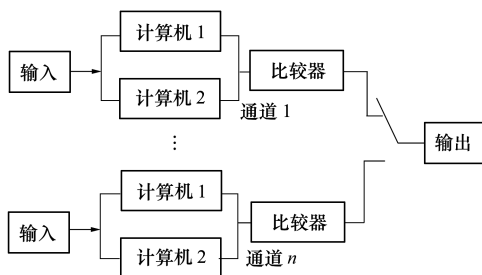 计算机 1
输入
比较器
计算机 2
通道 1
输出
⋮
计算机 1
输入
比较器
计算机 2
通道 n